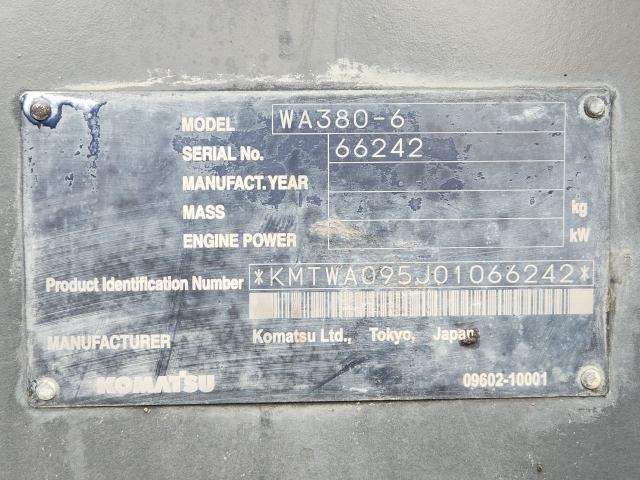 MODEL WA380-6
SERIAL No. 66242
MANUFACT.YEAR
MASS kg
ENGINE POWER kW
Product Identification Number *KMTWA095J01066242*
MANUFACTURER Komatsu Ltd., Tokyo, Japan
KOMATSU 09602-10001